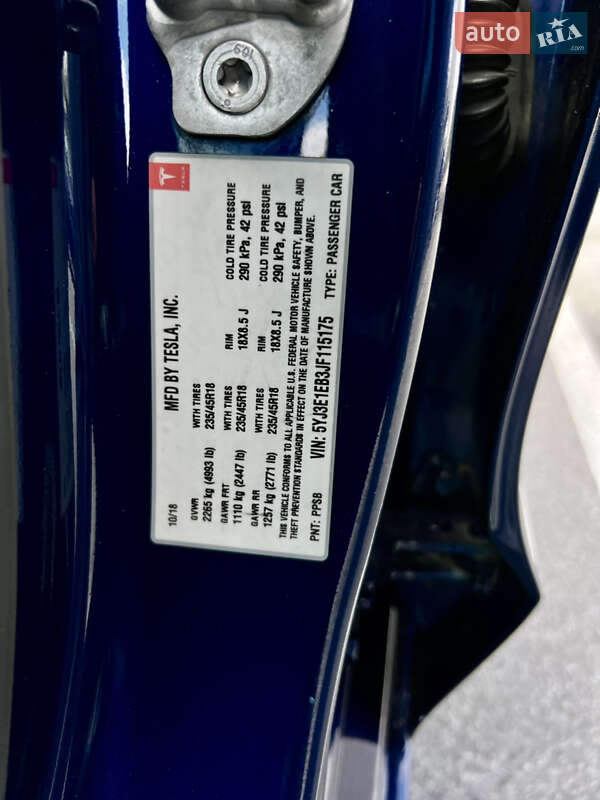 auto RIA .com
109
TESLA
MFD BY TESLA, INC.
10/18
GVWR
2265 kg (4993 lb) WITH TIRES 235/45R18 RIM 18X8.5 J COLD TIRE PRESSURE 290 kPa, 42 psi
GAWR FRT
1110 kg (2447 lb) WITH TIRES 235/45R18 RIM 18X8.5 J COLD TIRE PRESSURE 290 kPa, 42 psi
GAWR RR
1257 kg (2771 lb)
THIS VEHICLE CONFORMS TO ALL APPLICABLE U.S. FEDERAL MOTOR VEHICLE SAFETY, BUMPER, AND
THEFT PREVENTION STANDARDS IN EFFECT ON THE DATE OF MANUFACTURE SHOWN ABOVE.
VIN: 5YJ3E1EB3JF115175
PNT: PPSB TYPE: PASSENGER CAR